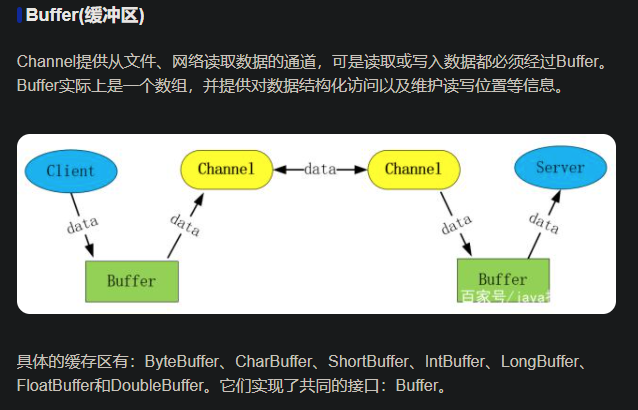 Buffer(缓冲区)
Channel提供从文件、网络读取数据的通道，可是读取或写入数据都必须经过Buffer。
Buffer实际上是一个数组，并提供对数据结构化访问以及维护读写位置等信息。
Client
Channel
data
Channel
Server
data
data
data
data
Buffer
Buffer
百家号/java
具体的缓存区有：ByteBuffer、CharBuffer、ShortBuffer、IntBuffer、LongBuffer、
FloatBuffer和DoubleBuffer。它们实现了共同的接口：Buffer。